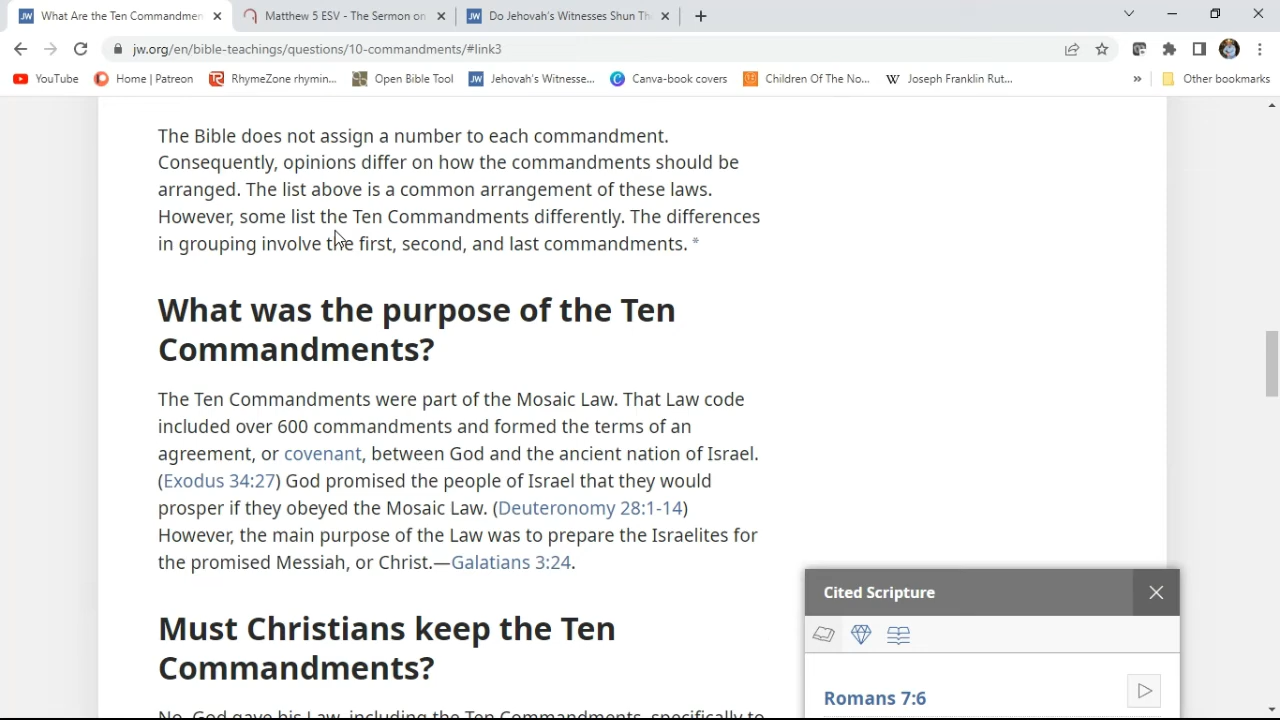 What Are the Ten Commandmen
Matthew 5 ESV - The Sermon on
Do Jehovah's Witnesses Shun Th
jw.org/en/bible-teachings/questions/10-commandments/#link3
YouTube
Home | Patreon
RhymeZone rhymin...
Open Bible Tool
Jehovah's Witnesse...
Canva-book covers
Children Of The No...
Joseph Franklin Rut...
»
Other bookmarks
The Bible does not assign a number to each commandment.
Consequently, opinions differ on how the commandments should be
arranged. The list above is a common arrangement of these laws.
However, some list the Ten Commandments differently. The differences
in grouping involve the first, second, and last commandments. *
What was the purpose of the Ten
Commandments?
The Ten Commandments were part of the Mosaic Law. That Law code
included over 600 commandments and formed the terms of an
agreement, or covenant, between God and the ancient nation of Israel.
(Exodus 34:27) God promised the people of Israel that they would
prosper if they obeyed the Mosaic Law. (Deuteronomy 28:1-14)
However, the main purpose of the Law was to prepare the Israelites for
the promised Messiah, or Christ.—Galatians 3:24.
Must Christians keep the Ten
Commandments?
No. God gave his Law, including the Ten Commandments, specifically to
Cited Scripture
Romans 7:6